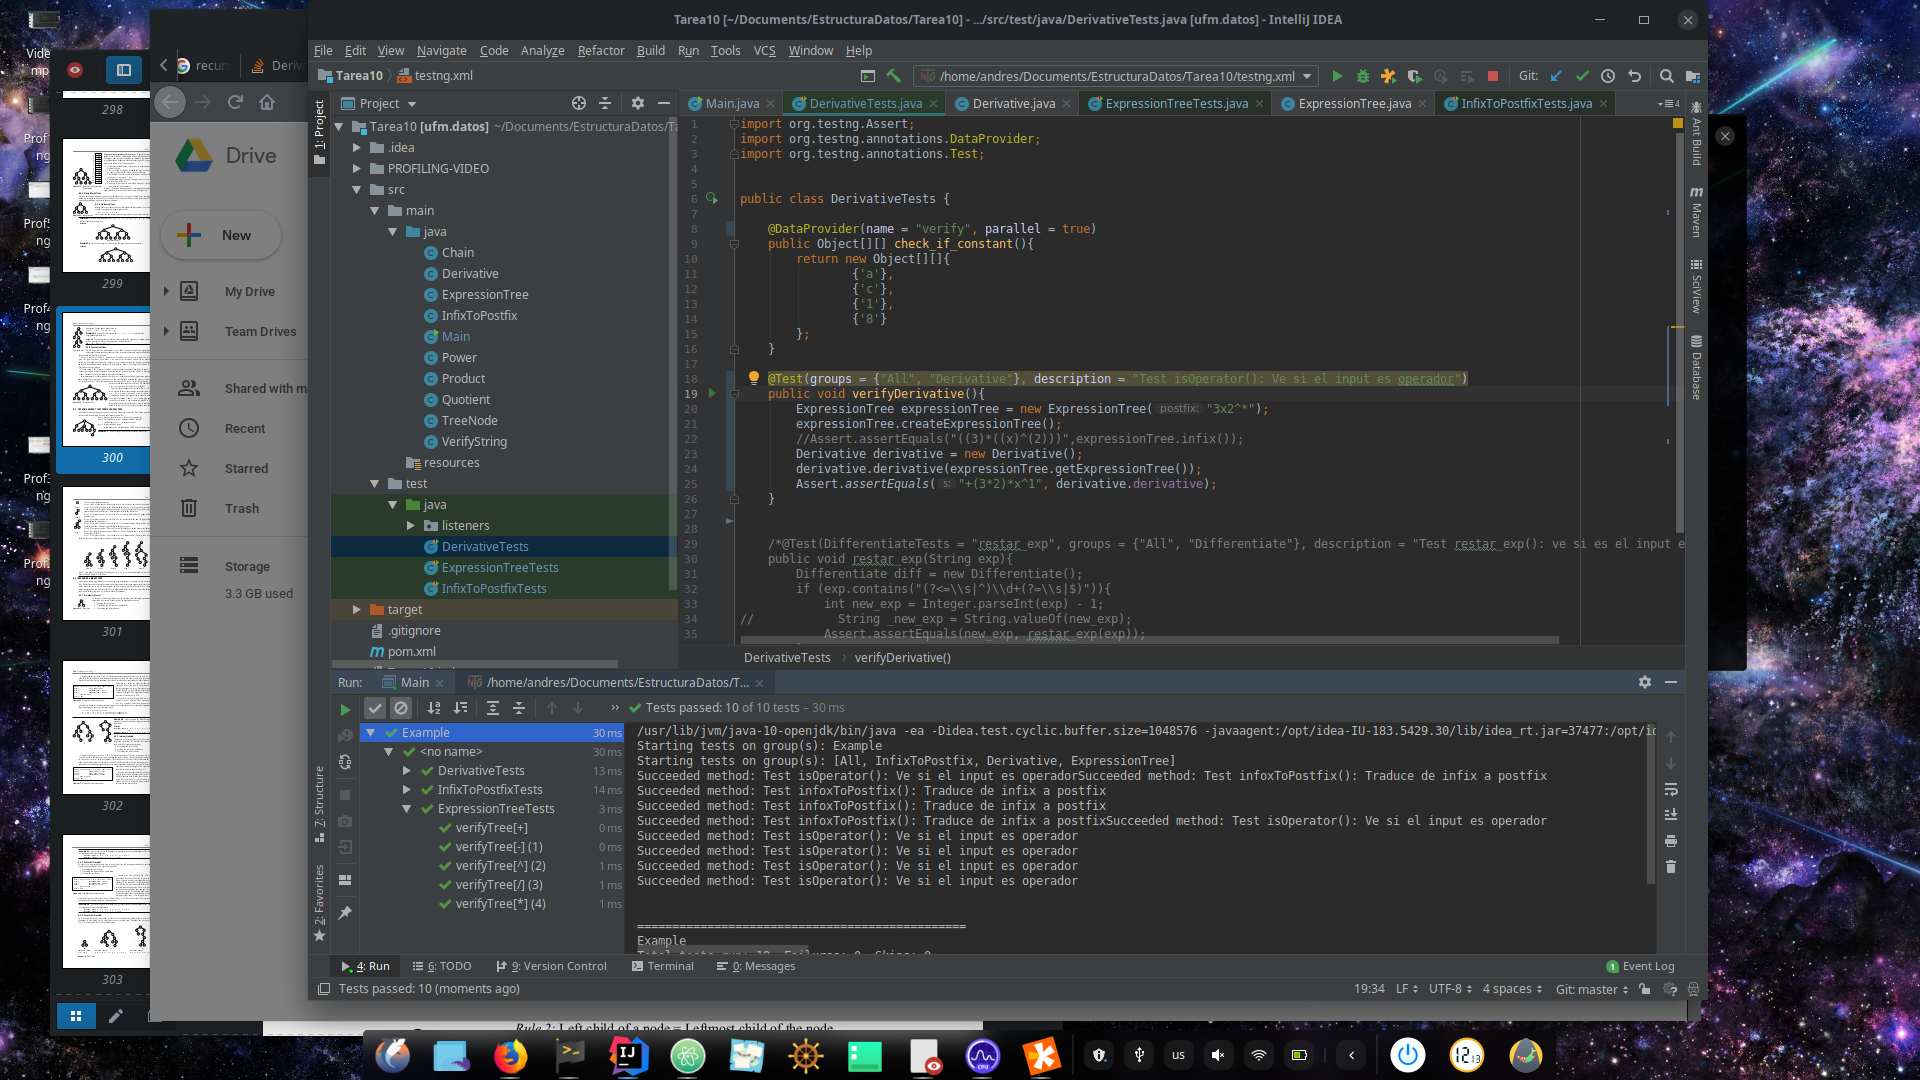 Tarea10 [~/Documents/EstructuraDatos/Tarea10] - .../src/test/java/DerivativeTests.java [ufm.datos] - IntelliJ IDEA
File Edit View Navigate Code Analyze Refactor Build Run Tools VCS Window Help
Tarea10 testng.xml
/home/andres/Documents/EstructuraDatos/Tarea10/testng.xml
Git:
Project
Main.java DerivativeTests.java Derivative.java ExpressionTreeTests.java ExpressionTree.java InfixToPostfixTests.java
Tarea10 [ufm.datos] ~/Documents/EstructuraDatos/Ta
.idea
PROFILING-VIDEO
src
main
java
Chain
Derivative
ExpressionTree
InfixToPostfix
Main
Power
Product
Quotient
TreeNode
VerifyString
resources
test
java
listeners
DerivativeTests
ExpressionTreeTests
InfixToPostfixTests
target
.gitignore
pom.xml
1 import org.testng.Assert;
2 import org.testng.annotations.DataProvider;
3 import org.testng.annotations.Test;
4
5
6 public class DerivativeTests {
7
8 @DataProvider(name = "verify", parallel = true)
9 public Object[][] check_if_constant(){
10 return new Object[][]{
11 {'a'},
12 {'c'},
13 {'1'},
14 {'8'}
15 };
16 }
17
18 @Test(groups = {"All", "Derivative"}, description = "Test isOperator(): Ve si el input es operador")
19 public void verifyDerivative(){
20 ExpressionTree expressionTree = new ExpressionTree( postfix: "3x2^*");
21 expressionTree.createExpressionTree();
22 //Assert.assertEquals("((3)*((x)^(2)))",expressionTree.infix());
23 Derivative derivative = new Derivative();
24 derivative.derivative(expressionTree.getExpressionTree());
25 Assert.assertEquals( s: "+(3*2)*x^1", derivative.derivative);
26 }
27
28
29 /*@Test(DifferentiateTests = "restar_exp", groups = {"All", "Differentiate"}, description = "Test restar_exp(): ve si es el input e
30 public void restar_exp(String exp){
31 Differentiate diff = new Differentiate();
32 if (exp.contains("(?<=\\s|^)\\d+(?=\\s|$)")){
33 int new_exp = Integer.parseInt(exp) - 1;
34 // String _new_exp = String.valueOf(new_exp);
35 Assert.assertEquals(new_exp, restar_exp(exp));
DerivativeTests verifyDerivative()
1: Project
7: Structure
2: Favorites
Ant Build
Maven
SciView
Database
Run: Main /home/andres/Documents/EstructuraDatos/T...
Tests passed: 10 of 10 tests – 30 ms
Example 30 ms
<no name> 30 ms
DerivativeTests 13 ms
InfixToPostfixTests 14 ms
ExpressionTreeTests 3 ms
verifyTree[+] 0 ms
verifyTree[-] (1) 0 ms
verifyTree[^] (2) 1 ms
verifyTree[/] (3) 1 ms
verifyTree[*] (4) 1 ms
/usr/lib/jvm/java-10-openjdk/bin/java -ea -Didea.test.cyclic.buffer.size=1048576 -javaagent:/opt/idea-IU-183.5429.30/lib/idea_rt.jar=37477:/opt/ic
Starting tests on group(s): Example
Starting tests on group(s): [All, InfixToPostfix, Derivative, ExpressionTree]
Succeeded method: Test isOperator(): Ve si el input es operadorSucceeded method: Test infoxToPostfix(): Traduce de infix a postfix
Succeeded method: Test infoxToPostfix(): Traduce de infix a postfix
Succeeded method: Test infoxToPostfix(): Traduce de infix a postfix
Succeeded method: Test infoxToPostfix(): Traduce de infix a postfixSucceeded method: Test isOperator(): Ve si el input es operador
Succeeded method: Test isOperator(): Ve si el input es operador
Succeeded method: Test isOperator(): Ve si el input es operador
Succeeded method: Test isOperator(): Ve si el input es operador
Succeeded method: Test isOperator(): Ve si el input es operador
===============================================
Example
4: Run 6: TODO 9: Version Control Terminal 0: Messages
1 Event Log
Tests passed: 10 (moments ago)
19:34 LF UTF-8 4 spaces Git: master
recur
Deriv
Drive
New
My Drive
Team Drives
Shared with m
Recent
Starred
Trash
Storage
3.3 GB used
298
299
300
301
302
303
Rule 2: Left child of a node = Leftmost child of the node
us
12 13